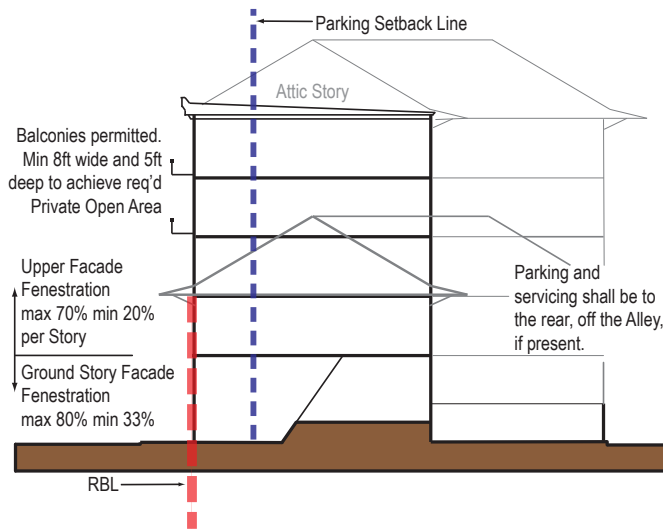 Parking Setback Line
Attic Story
Balconies permitted.
Min 8ft wide and 5ft
deep to achieve req'd
Private Open Area
Upper Facade
Fenestration
max 70% min 20%
per Story
Parking and
servicing shall be to
the rear, off the Alley,
if present.
Ground Story Facade
Fenestration
max 80% min 33%
RBL